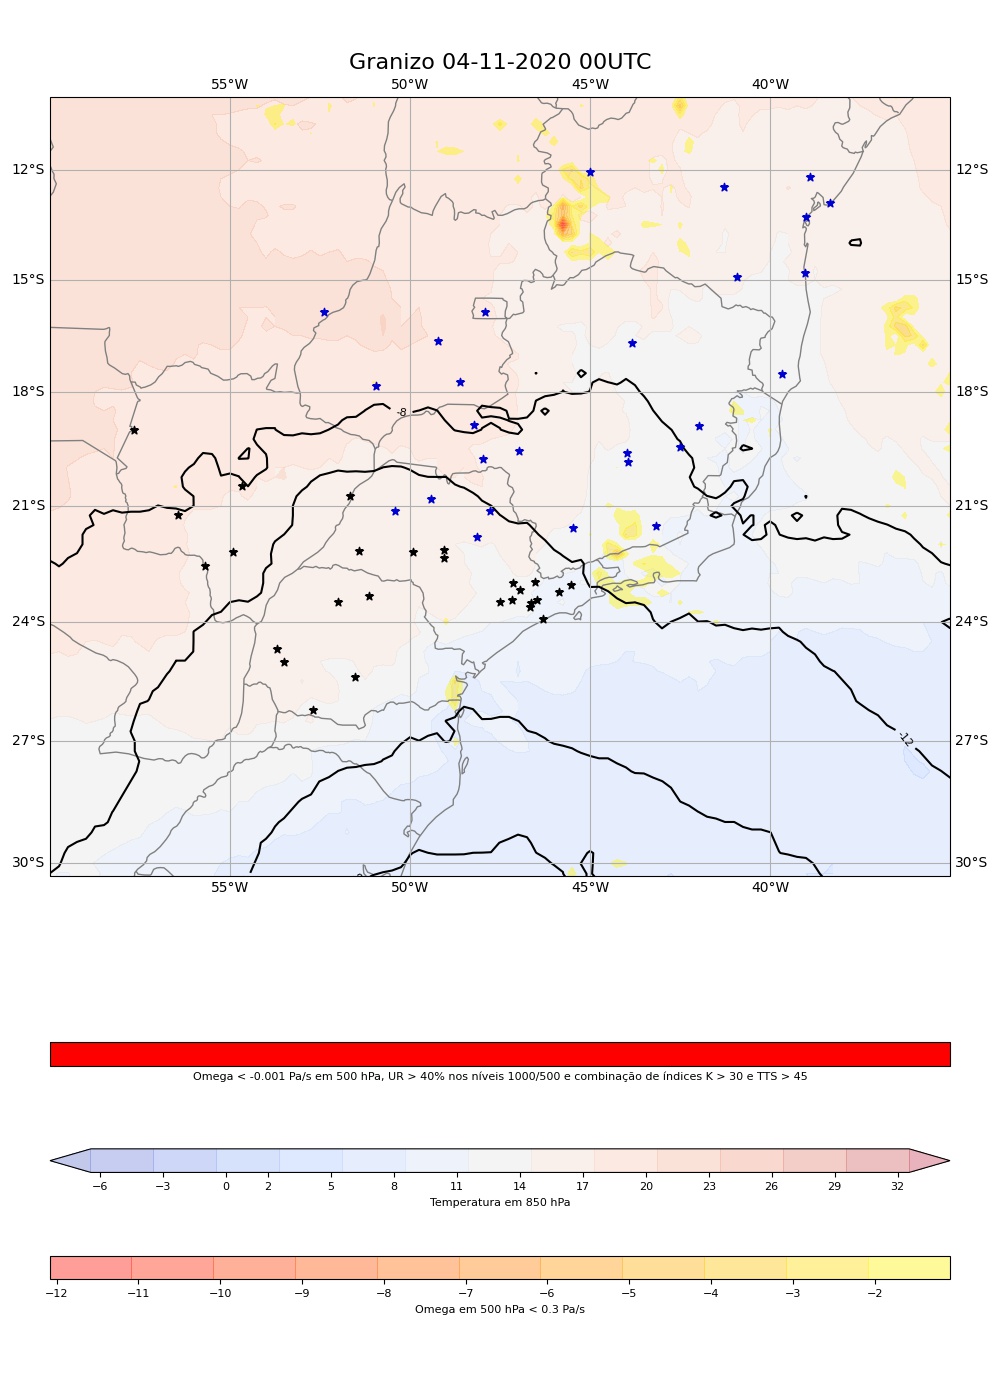 Granizo 04-11-2020 00UTC
55°W 50°W 45°W 40°W
12°S 12°S
15°S 15°S
18°S 18°S
-8
21°S 21°S
24°S 24°S
27°S -12 27°S
30°S 30°S
55°W 50°W 45°W 40°W
Omega < -0.001 Pa/s em 500 hPa, UR > 40% nos níveis 1000/500 e combinação de índices K > 30 e TTS > 45
−6 −3 0 2 5 8 11 14 17 20 23 26 29 32
Temperatura em 850 hPa
−12 −11 −10 −9 −8 −7 −6 −5 −4 −3 −2
Omega em 500 hPa < 0.3 Pa/s